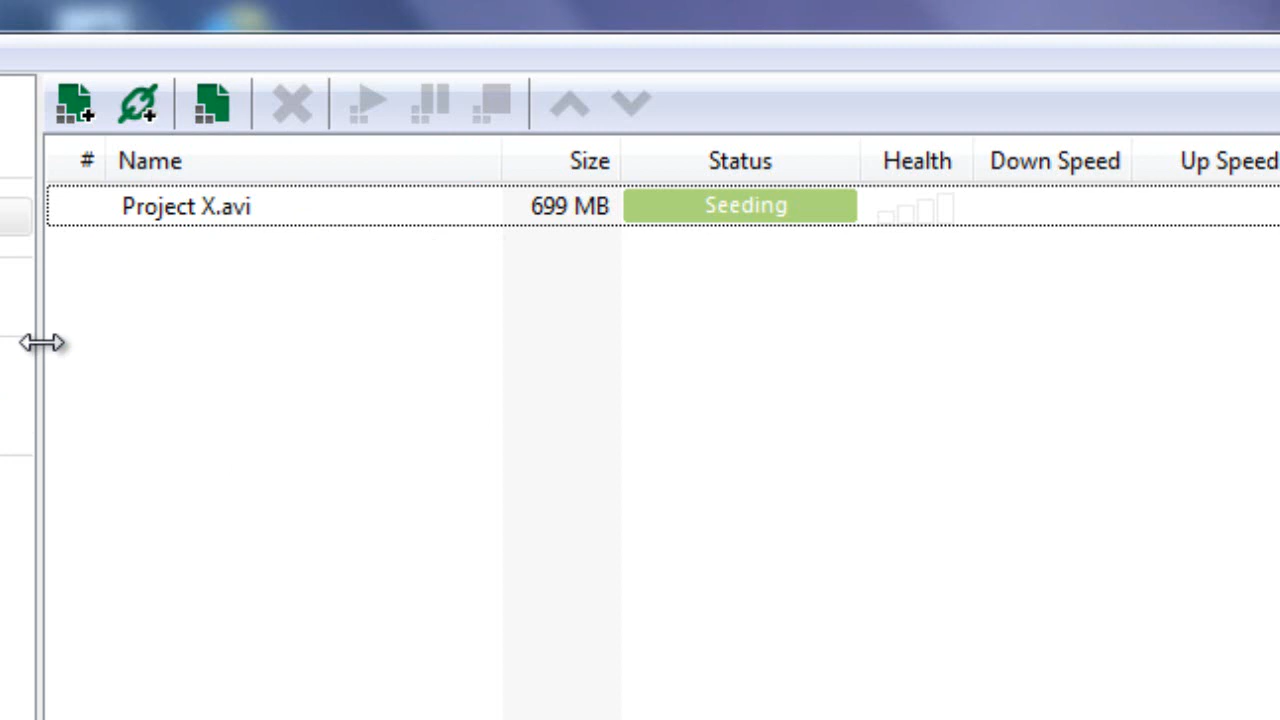 # Name Size Status Health Down Speed Up Speed
Project X.avi 699 MB Seeding